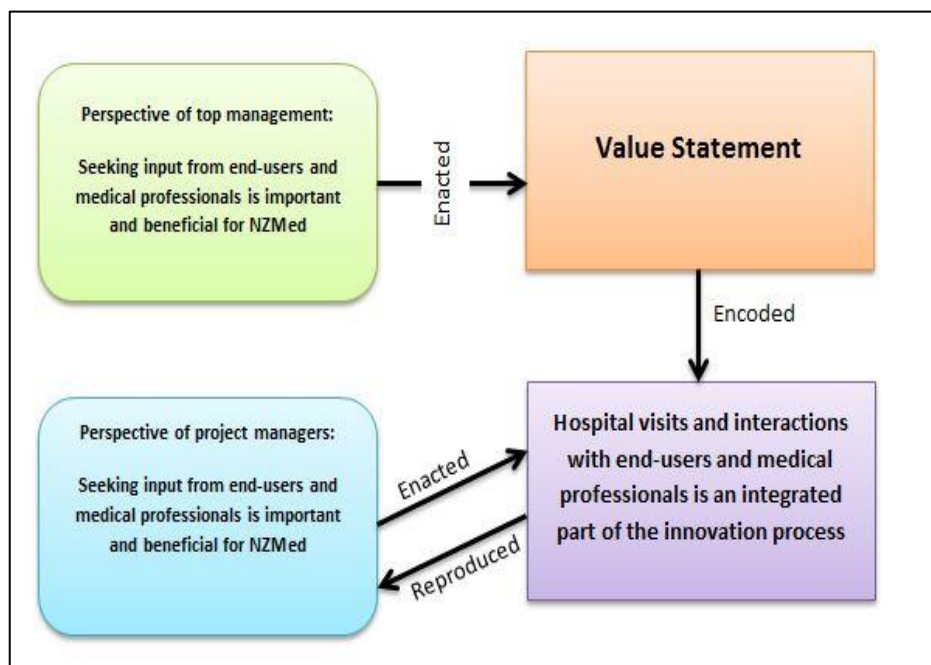 Perspective of top management:
Seeking input from end-users and
medical professionals is important
and beneficial for NZMed
Enacted
Value Statement
Encoded
Perspective of project managers:
Seeking input from end-users and
medical professionals is important
and beneficial for NZMed
Enacted
Reproduced
Hospital visits and interactions
with end-users and medical
professionals is an integrated
part of the innovation process